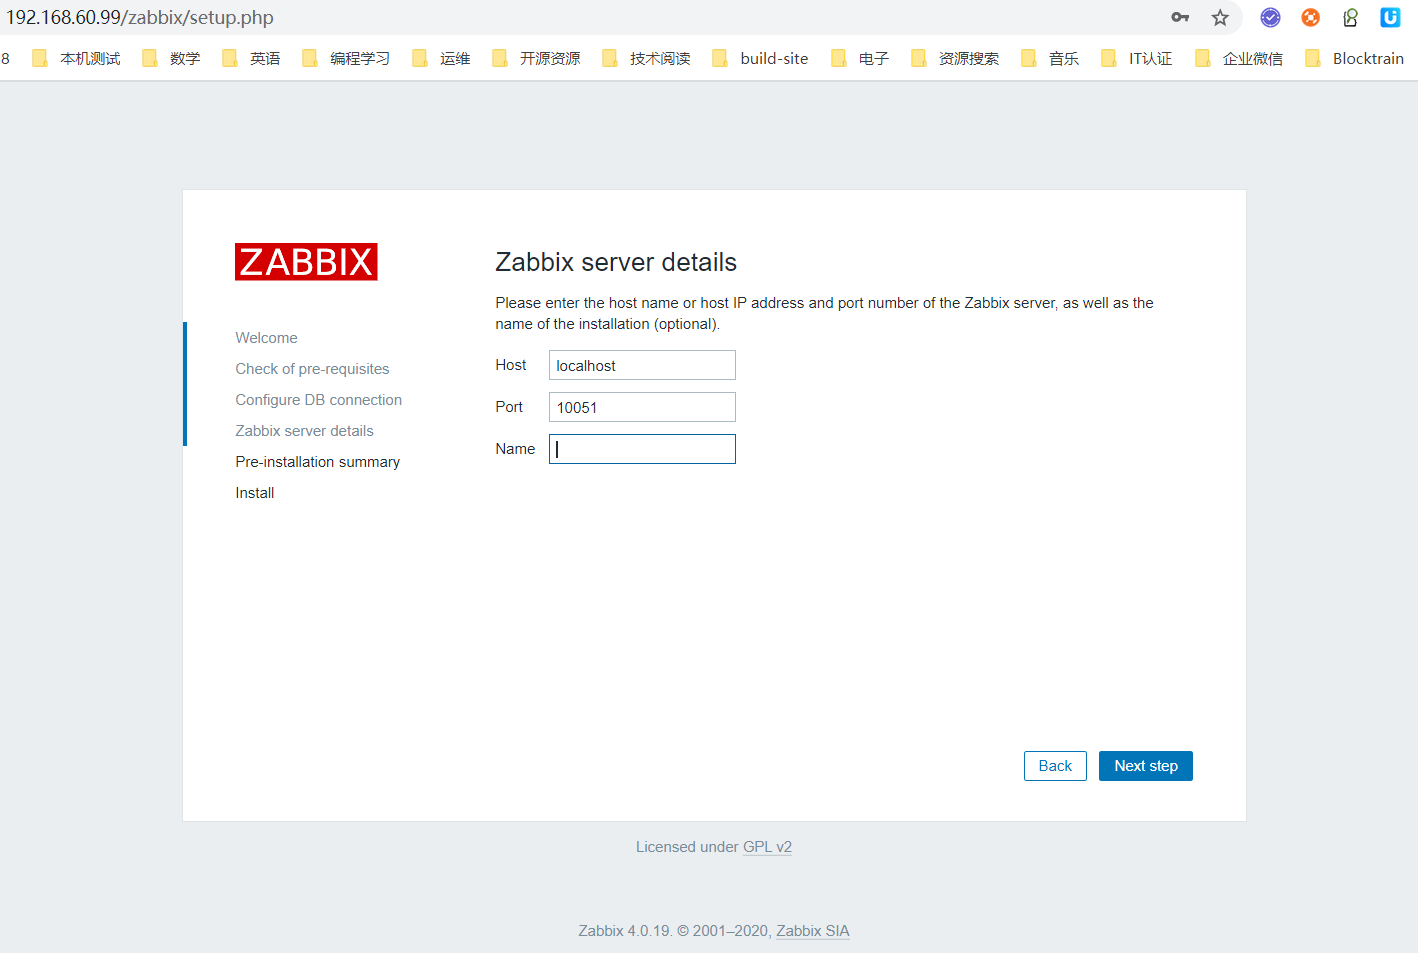 192.168.60.99/zabbix/setup.php
8 本机测试 数学 英语 编程学习 运维 开源资源 技术阅读 build-site 电子 资源搜索 音乐 IT认证 企业微信 Blocktrain
ZABBIX
Welcome
Check of pre-requisites
Configure DB connection
Zabbix server details
Pre-installation summary
Install
Zabbix server details
Please enter the host name or host IP address and port number of the Zabbix server, as well as the
name of the installation (optional).
Host localhost
Port 10051
Name
Back Next step
Licensed under GPL v2
Zabbix 4.0.19. © 2001–2020, Zabbix SIA